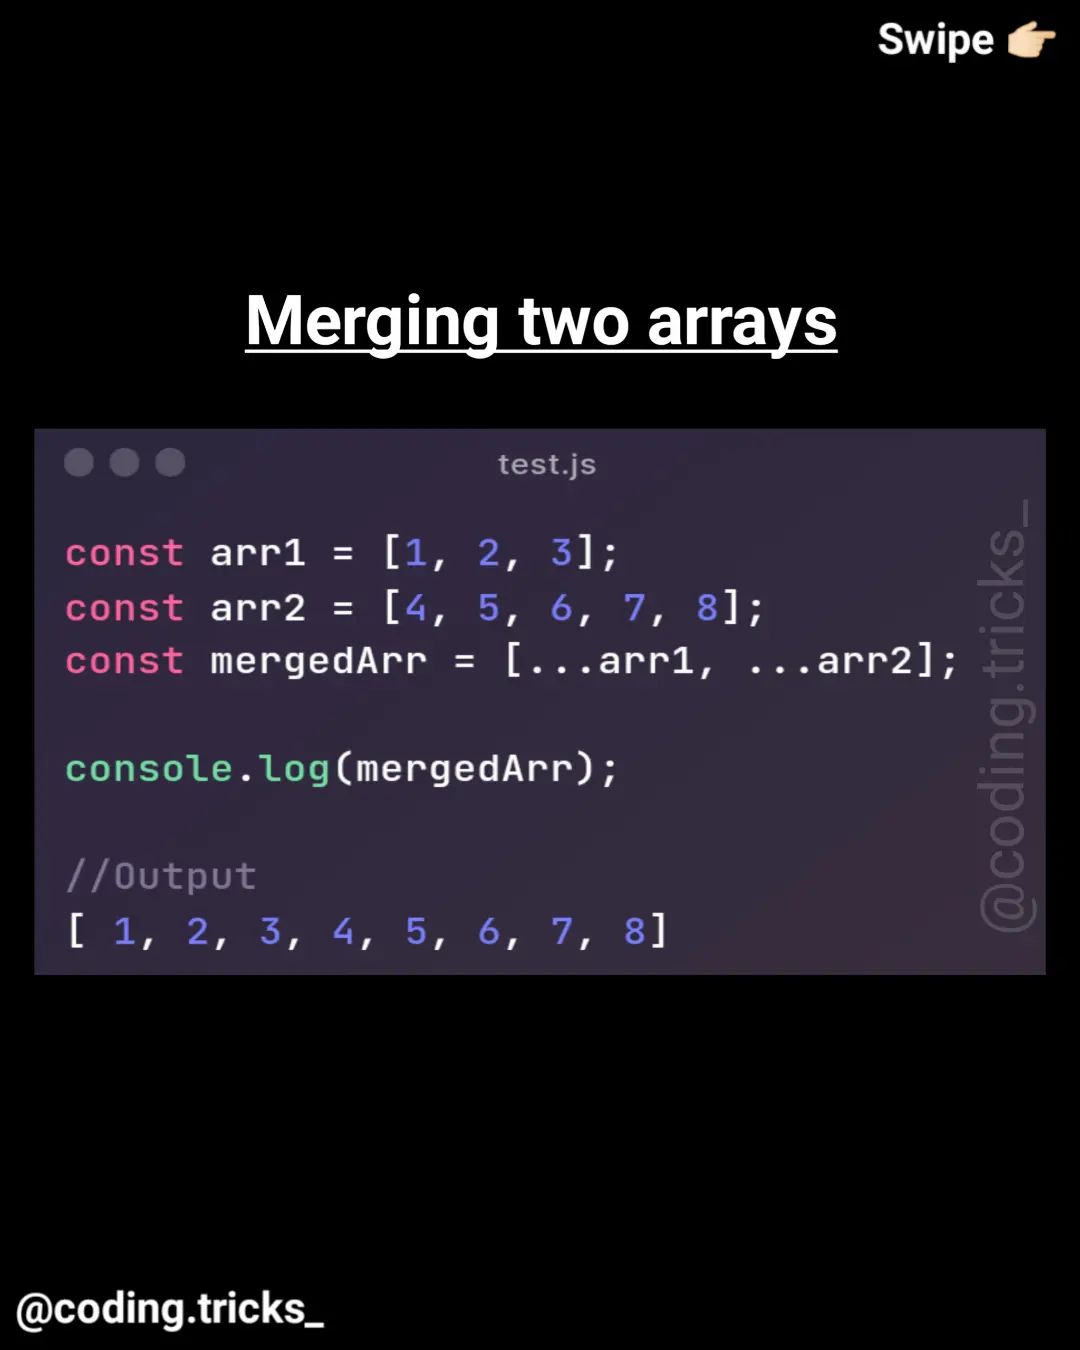 Swipe 👉🏻
Merging two arrays
test.js
const arr1 = [1, 2, 3];
const arr2 = [4, 5, 6, 7, 8];
const mergedArr = [...arr1, ...arr2];
console.log(mergedArr);
//Output
[ 1, 2, 3, 4, 5, 6, 7, 8]
@coding.tricks_
@coding.tricks_